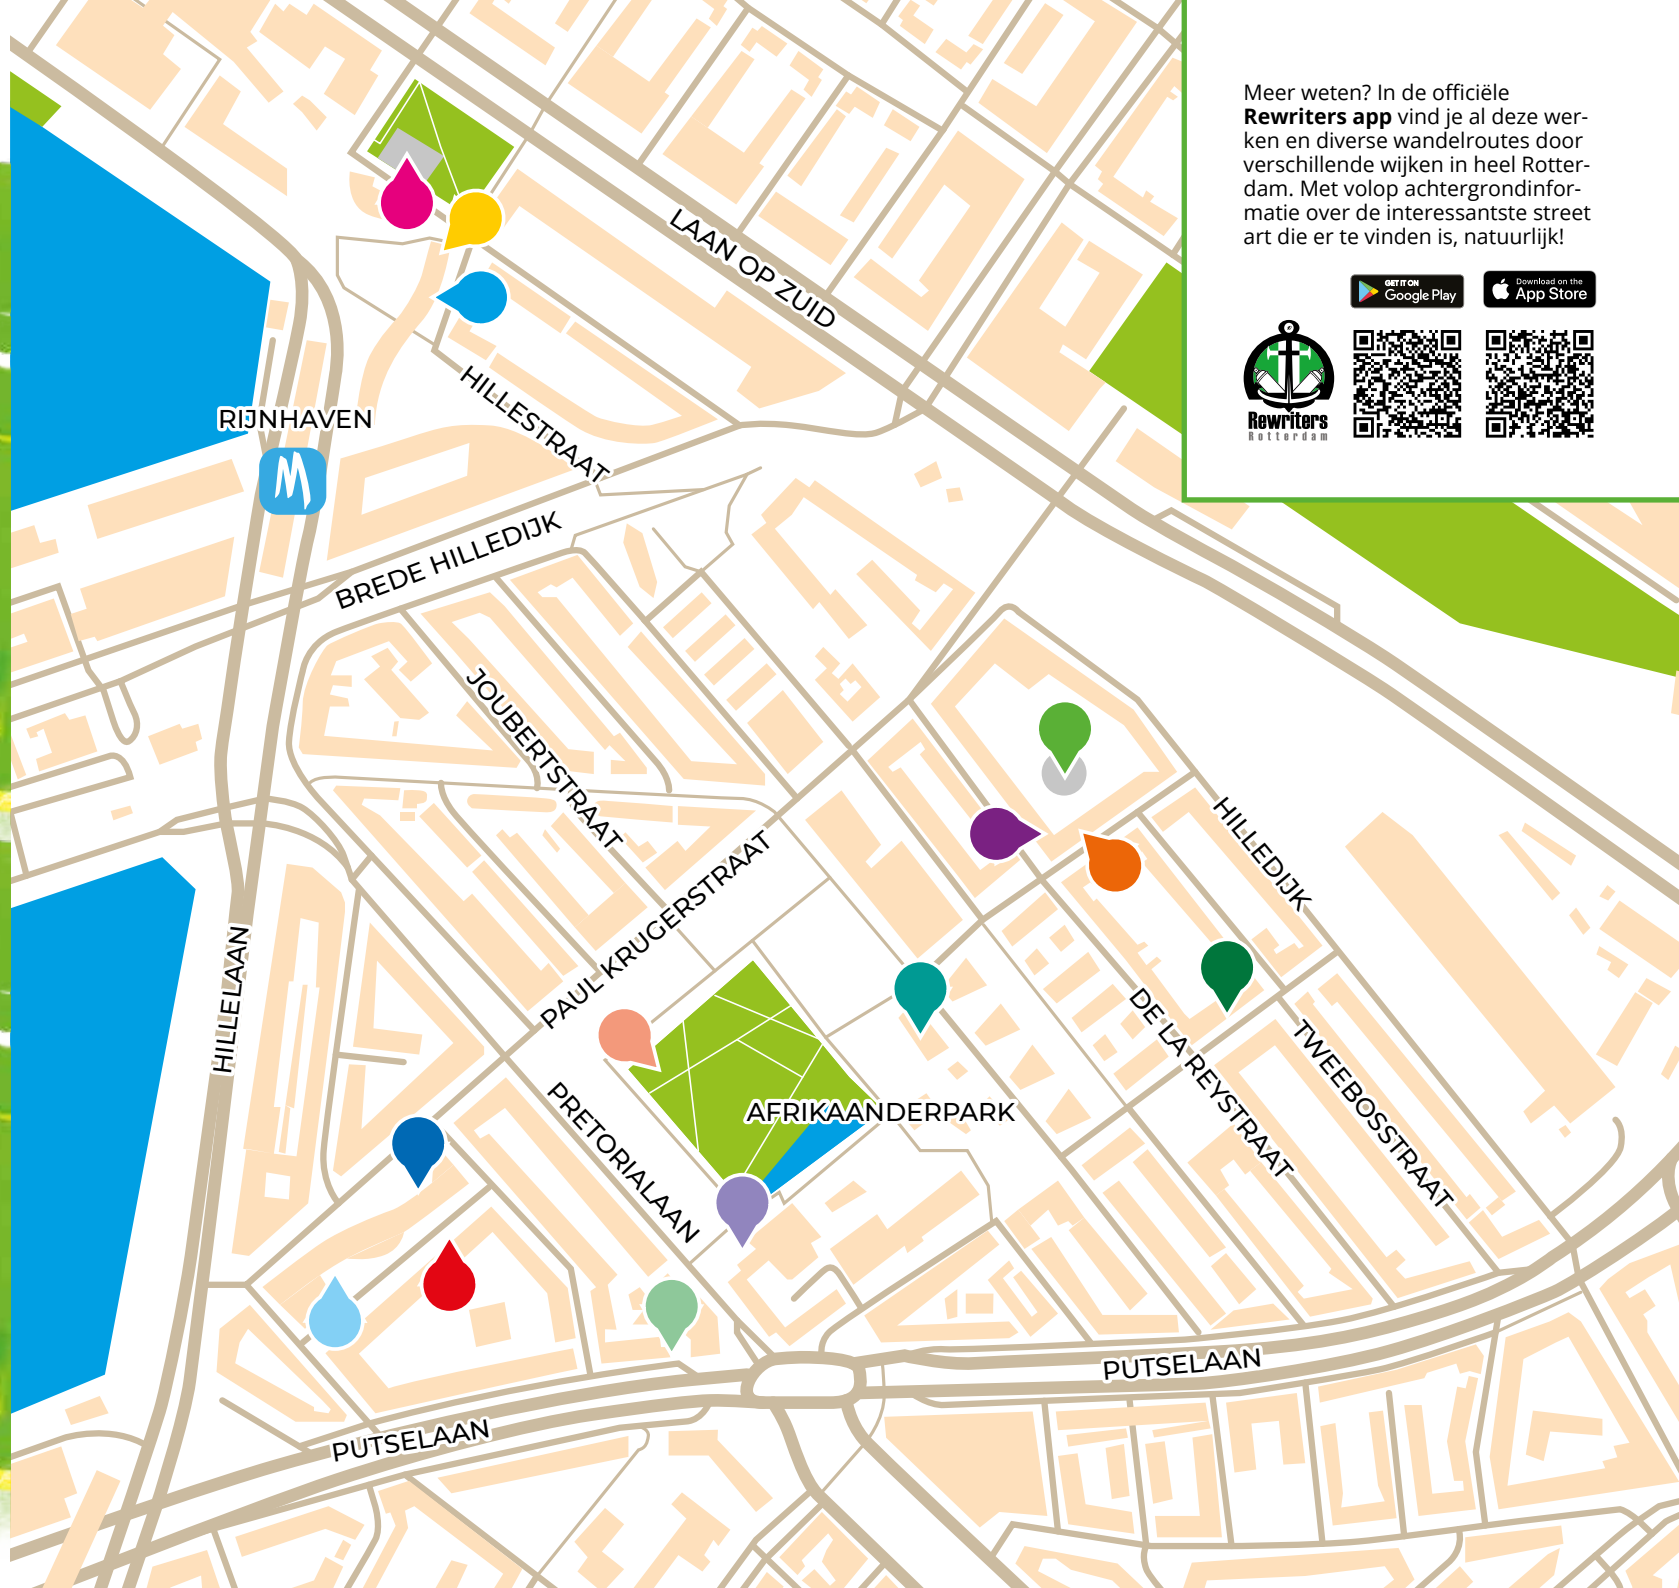 Meer weten? In de officiële
Rewriters app vind je al deze wer-
ken en diverse wandelroutes door
verschillende wijken in heel Rotter-
dam. Met volop achtergrondinfor-
matie over de interessantste street
art die er te vinden is, natuurlijk!
GET IT ON
Google Play
Download on the
App Store
Rewriters
Rotterdam
LAAN OP ZUID
HILLESTRAAT
RIJNHAVEN
M
BREDE HILLEDIJK
JOUBERTSTRAAT
HILLEDIJK
PAUL KRUGERSTRAAT
HILLELAAN
DE LA REYSTRAAT
TWEEBOSSTRAAT
AFRIKAANDERPARK
PRETORIALAAN
PUTSELAAN
PUTSELAAN